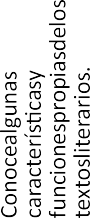 Conocealgunas
característicasy
funcionespropiasdelos
textosliterarios.